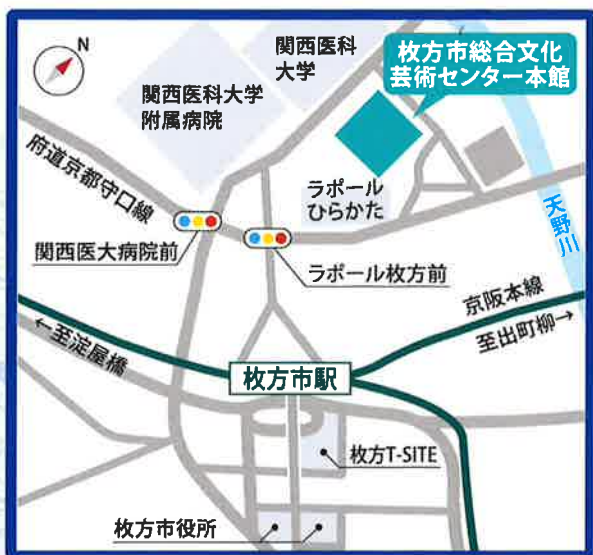 N
関西医科
大学
枚方市総合文化
芸術センター本館
関西医科大学
附属病院
府道京都守口線
ラポール
ひらかた
天野川
関西医大病院前
ラポール枚方前
京阪本線
至出町柳→
←至淀屋橋
枚方市駅
枚方T-SITE
枚方市役所